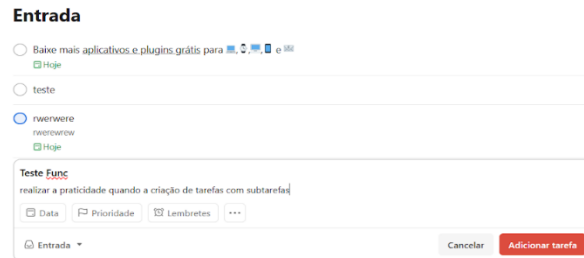 Entrada
Baixe mais aplicativos e plugins grátis para 💻, ⌚, 🖥, 📱 e 📧
Hoje
teste
rwerwere
rwerewrew
Hoje
Teste Func
realizar a praticidade quando a criação de tarefas com subtarefas
Data Prioridade Lembretes ...
Entrada Cancelar Adicionar tarefa